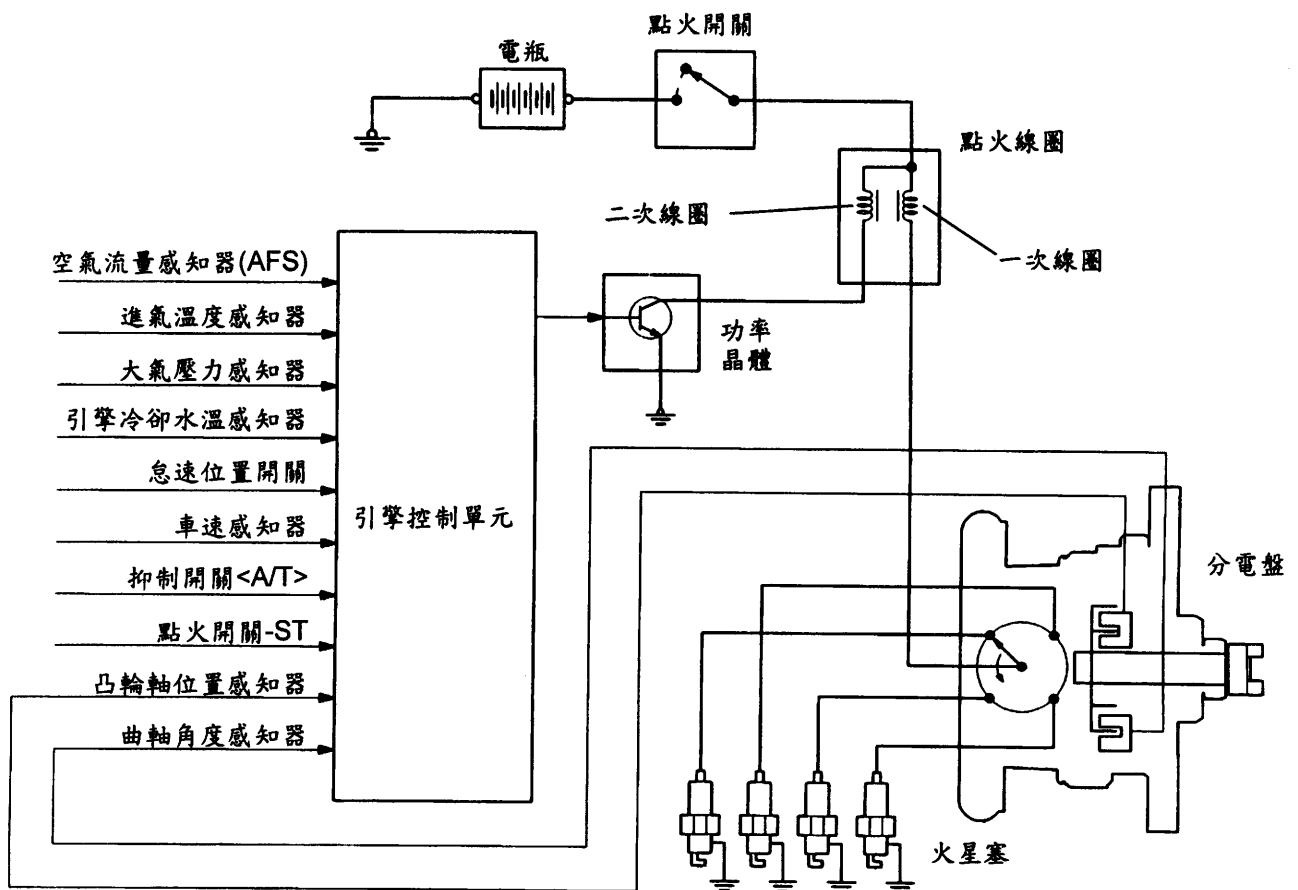 點火開關
電瓶
點火線圈
二次線圈
一次線圈
空氣流量感知器(AFS)
進氣溫度感知器
大氣壓力感知器
引擎冷卻水溫感知器
怠速位置開關
車速感知器
抑制開關<A/T>
點火開關-ST
凸輪軸位置感知器
曲軸角度感知器
引擎控制單元
功率
晶體
分電盤
火星塞